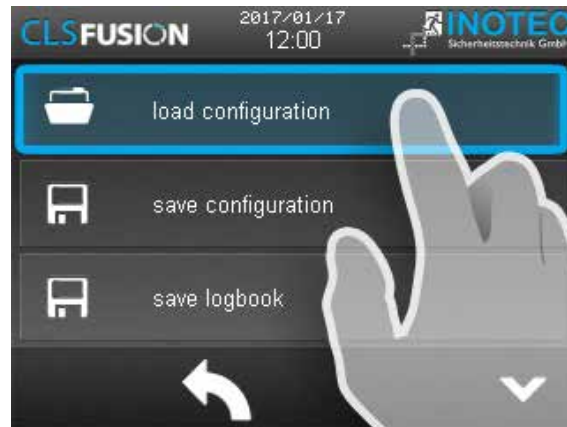 CLSFUSION
2017/01/17
12:00
INOTEC
Sicherheitstechnik GmbH
load configuration
save configuration
save logbook